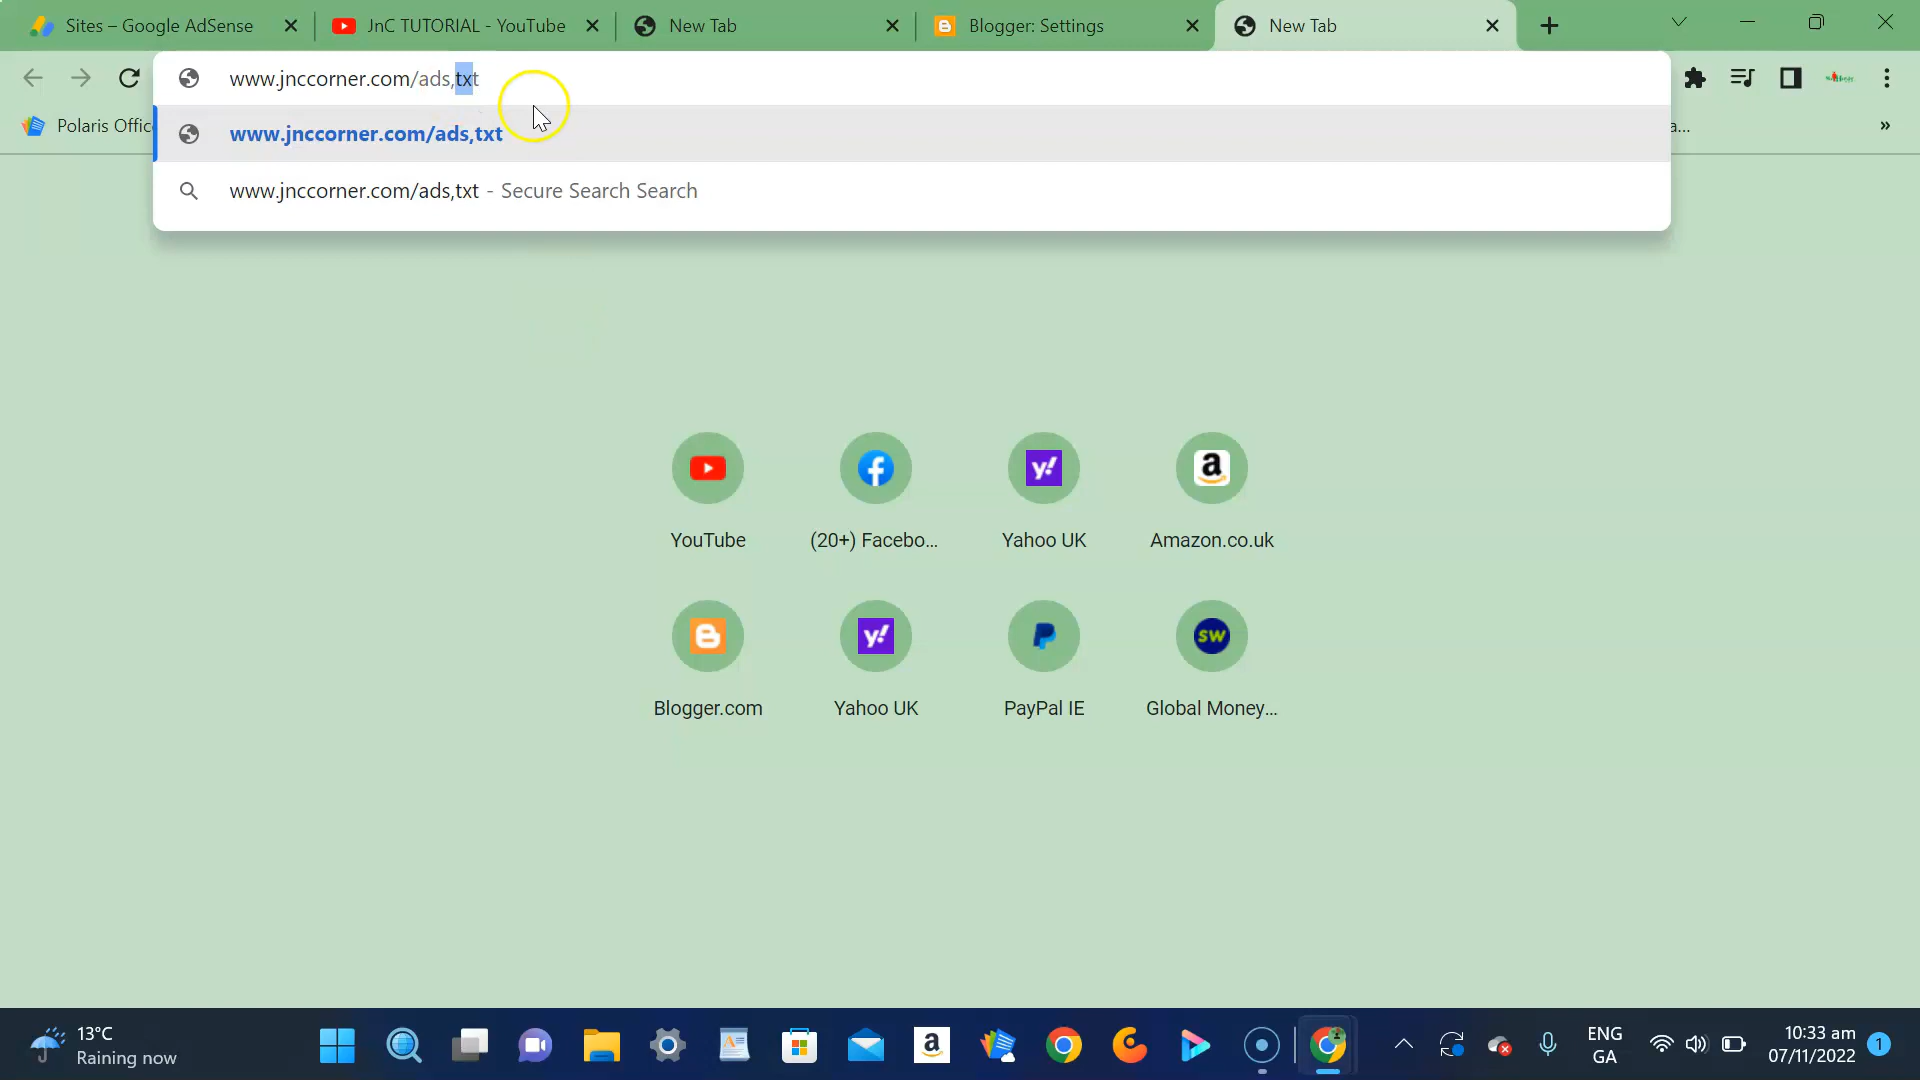 Sites – Google AdSense
JnC TUTORIAL - YouTube
New Tab
Blogger: Settings
New Tab
www.jnccorner.com/ads,txt
Polaris Offic
a...
»
www.jnccorner.com/ads,txt
www.jnccorner.com/ads,txt - Secure Search Search
YouTube
(20+) Facebo...
Yahoo UK
Amazon.co.uk
Blogger.com
Yahoo UK
PayPal IE
Global Money...
13°C
Raining now
ENG
GA
10:33 am
07/11/2022
1